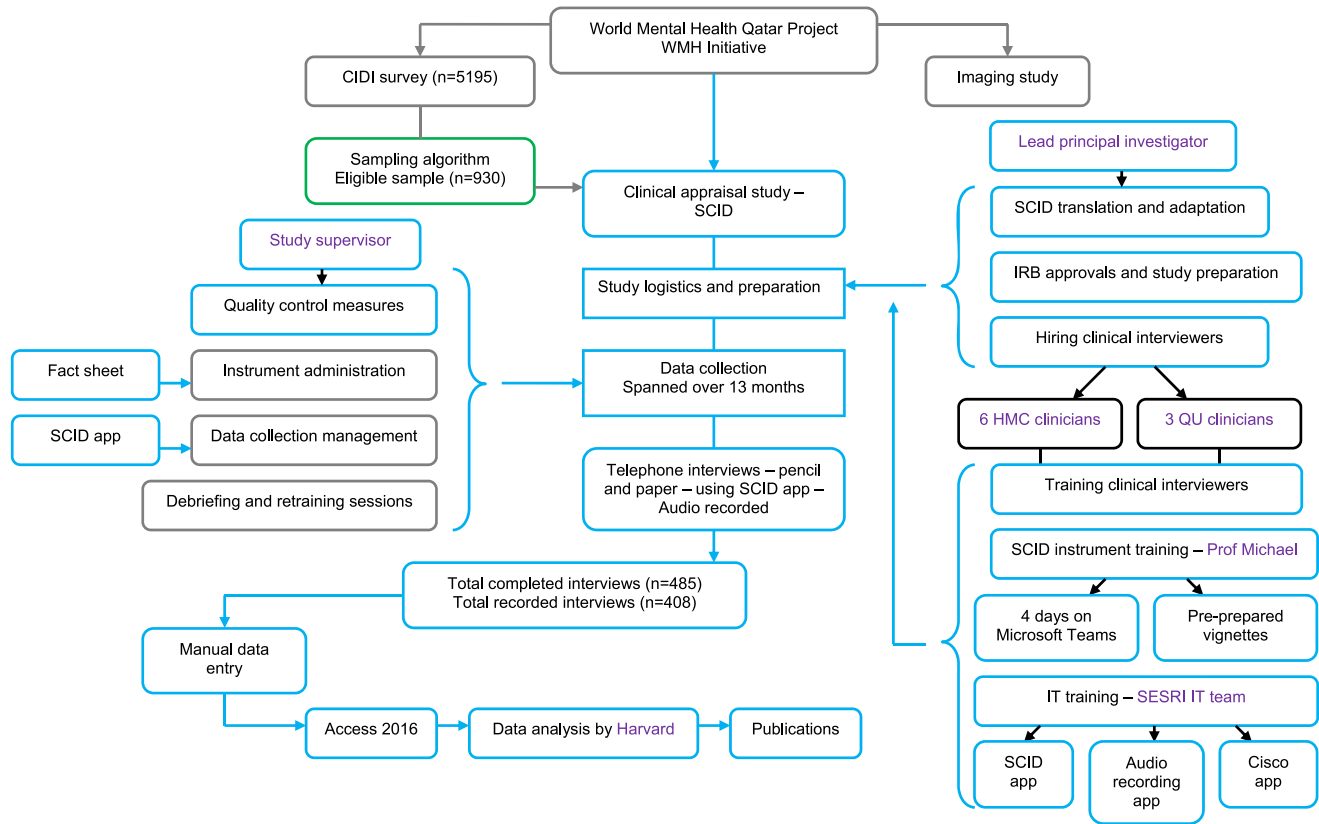 World Mental Health Qatar Project
WMH Initiative
CIDI survey (n=5195)
Imaging study
Sampling algorithm
Eligible sample (n=930)
Clinical appraisal study –
SCID
Lead principal investigator
SCID translation and adaptation
IRB approvals and study preparation
Hiring clinical interviewers
6 HMC clinicians
3 QU clinicians
Study supervisor
Quality control measures
Fact sheet
Instrument administration
SCID app
Data collection management
Debriefing and retraining sessions
Study logistics and preparation
Data collection
Spanned over 13 months
Telephone interviews – pencil
and paper – using SCID app –
Audio recorded
Training clinical interviewers
SCID instrument training – Prof Michael
4 days on
Microsoft Teams
Pre-prepared
vignettes
IT training – SESRI IT team
SCID
app
Audio
recording
app
Cisco
app
Total completed interviews (n=485)
Total recorded interviews (n=408)
Manual data
entry
Access 2016
Data analysis by Harvard
Publications